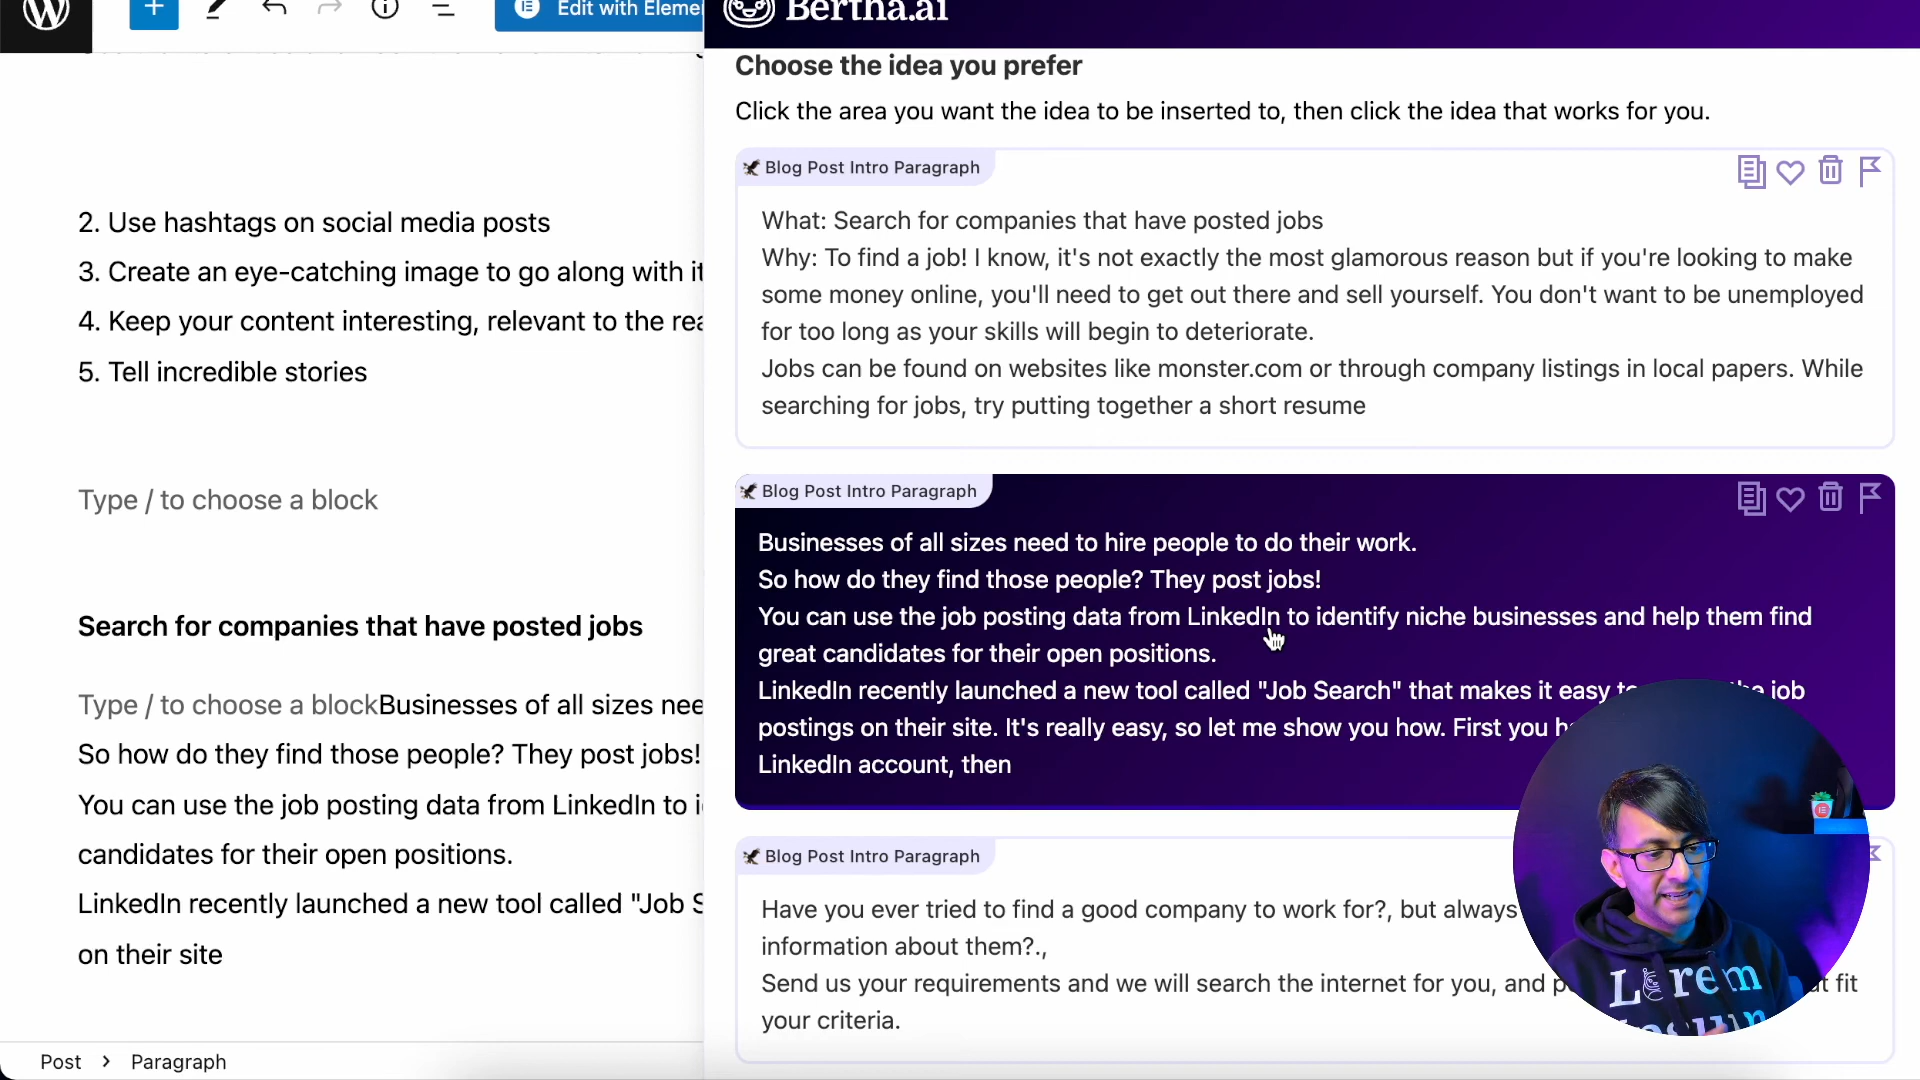 Edit with Eleme
2. Use hashtags on social media posts
3. Create an eye-catching image to go along with it
4. Keep your content interesting, relevant to the rea
5. Tell incredible stories
Type / to choose a block
Search for companies that have posted jobs
Type / to choose a blockBusinesses of all sizes nee
So how do they find those people? They post jobs!
You can use the job posting data from LinkedIn to i
candidates for their open positions.
LinkedIn recently launched a new tool called "Job S
on their site
Post > Paragraph
Bertha.ai
Choose the idea you prefer
Click the area you want the idea to be inserted to, then click the idea that works for you.
Blog Post Intro Paragraph
What: Search for companies that have posted jobs
Why: To find a job! I know, it's not exactly the most glamorous reason but if you're looking to make
some money online, you'll need to get out there and sell yourself. You don't want to be unemployed
for too long as your skills will begin to deteriorate.
Jobs can be found on websites like monster.com or through company listings in local papers. While
searching for jobs, try putting together a short resume
Blog Post Intro Paragraph
Businesses of all sizes need to hire people to do their work.
So how do they find those people? They post jobs!
You can use the job posting data from LinkedIn to identify niche businesses and help them find
great candidates for their open positions.
LinkedIn recently launched a new tool called "Job Search" that makes it easy job
postings on their site. It's really easy, so let me show you how. First you
LinkedIn account, then
Blog Post Intro Paragraph
Have you ever tried to find a good company to work for?, but always
information about them?.,
Send us your requirements and we will search the internet for you, and fit
your criteria.
Lorem